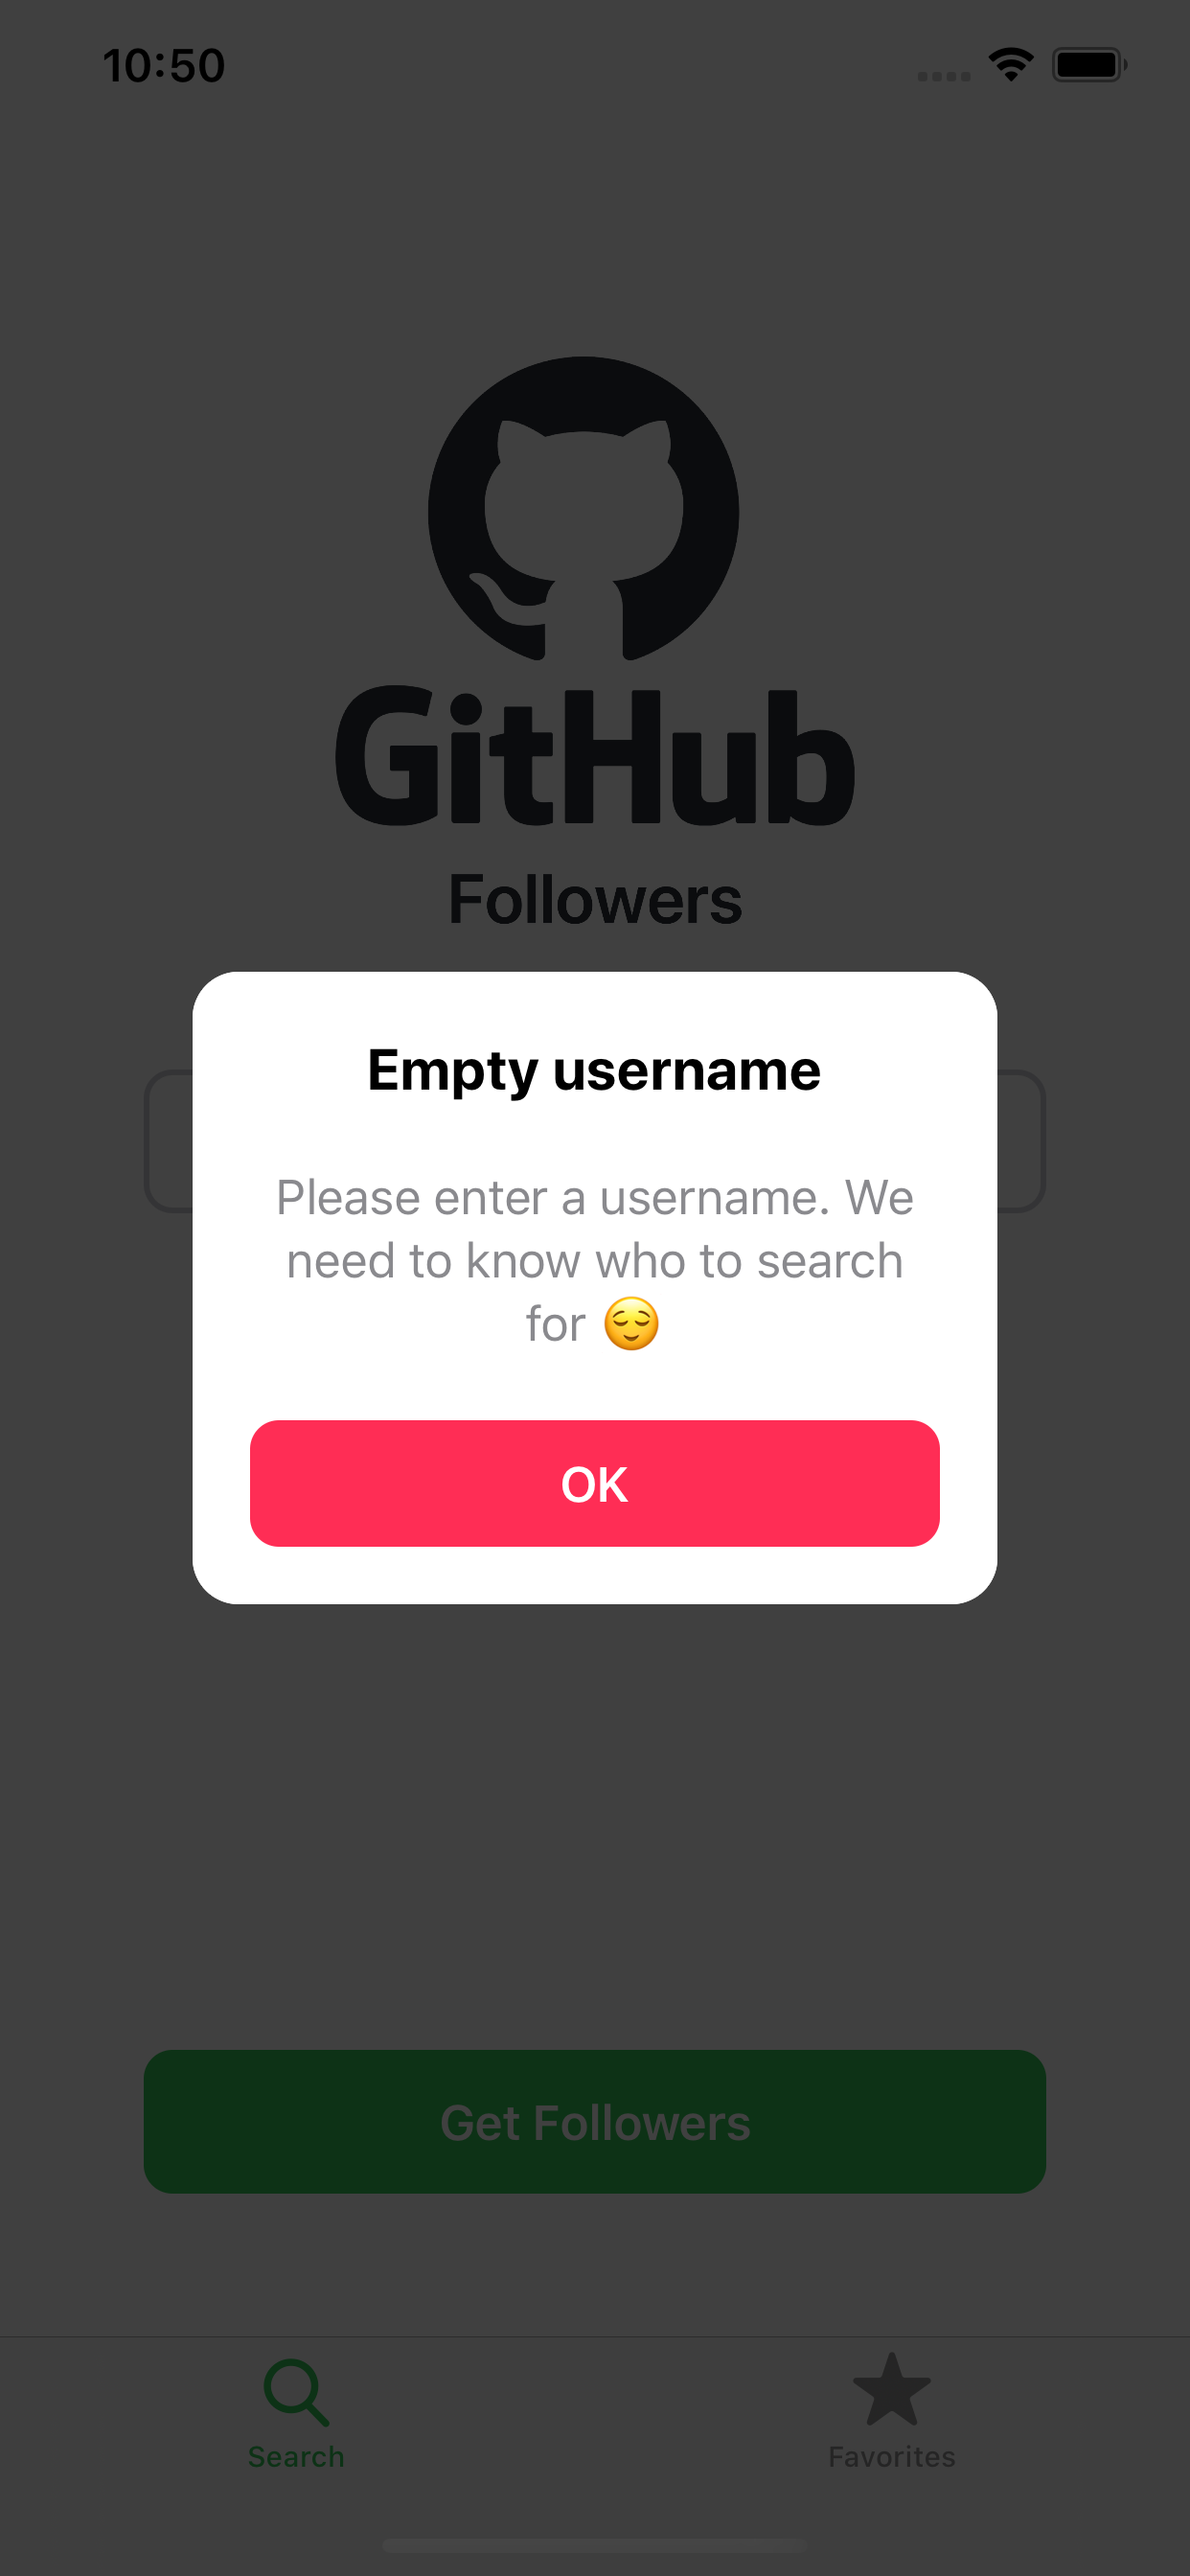 10:50
GitHub
Followers
Empty username
Please enter a username. We
need to know who to search
for 😌
OK
Get Followers
Search
Favorites